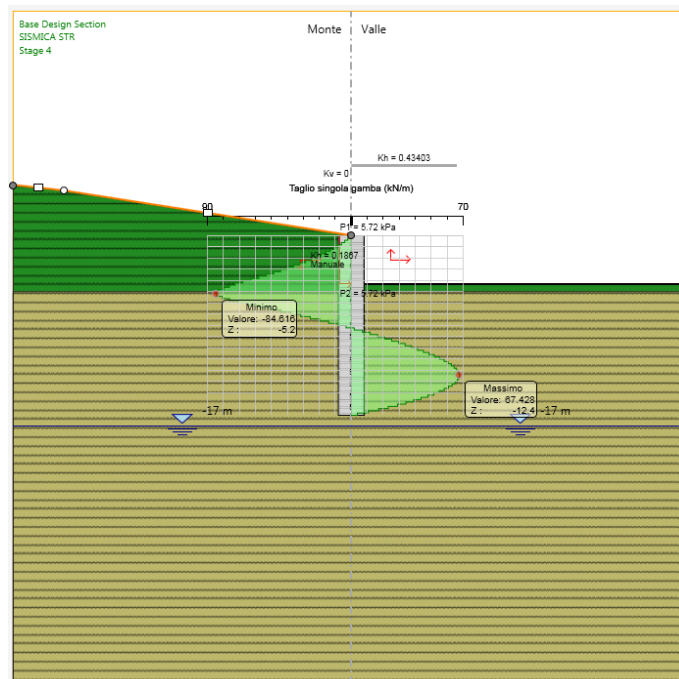 Base Design Section
SISMICA STR
Stage 4
Monte
Valle
Kh = 0.43403
Kv = 0
Taglio singola gamba (kN/m)
90
70
P1 = 5.72 kPa
Kh = 0.1867
Manuale
P2 = 5.72 kPa
Minimo
Valore: -84.616
Z : -5.2
Massimo
Valore: 67.428
Z : -12.4
-17 m
-17 m